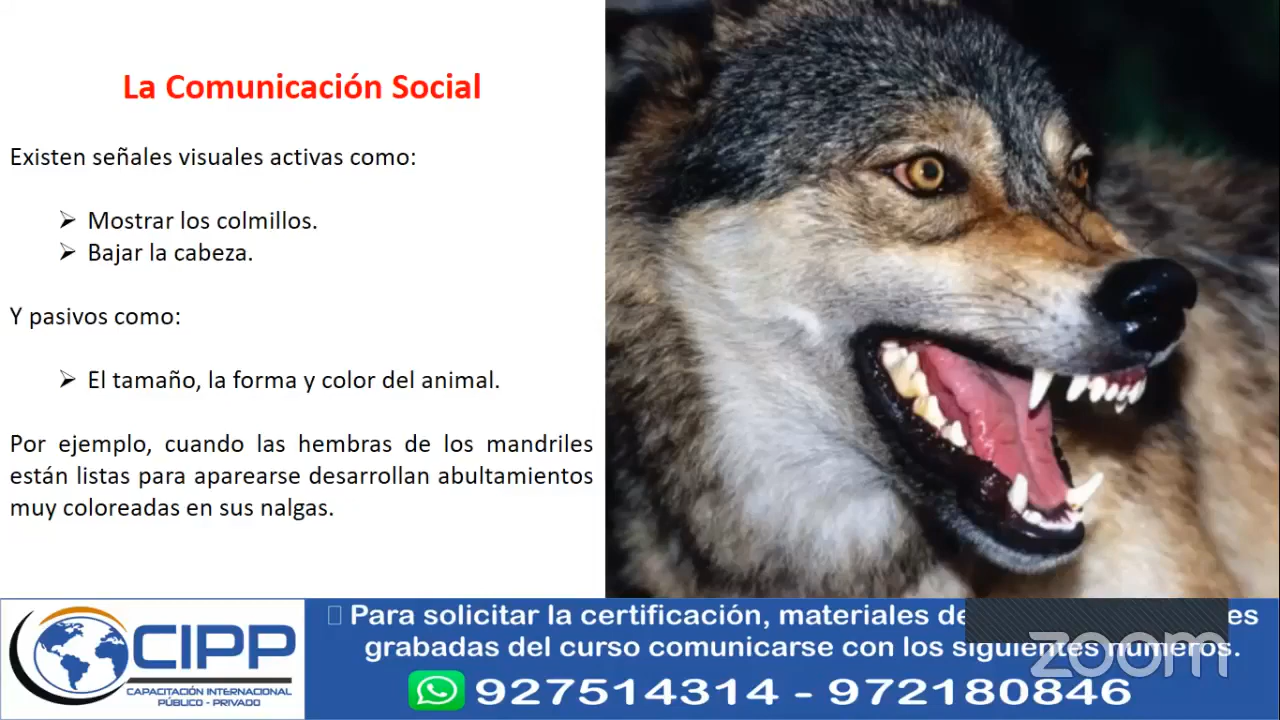 La Comunicación Social
Existen señales visuales activas como:
➢ Mostrar los colmillos.
➢ Bajar la cabeza.
Y pasivos como:
➢ El tamaño, la forma y color del animal.
Por ejemplo, cuando las hembras de los mandriles
están listas para aparearse desarrollan abultamientos
muy coloreadas en sus nalgas.
CIPP
CAPACITACIÓN INTERNACIONAL
PÚBLICO - PRIVADO
Para solicitar la certificación, materiales de es
grabadas del curso comunicarse con los siguientes números.
zoom
927514314 - 972180846